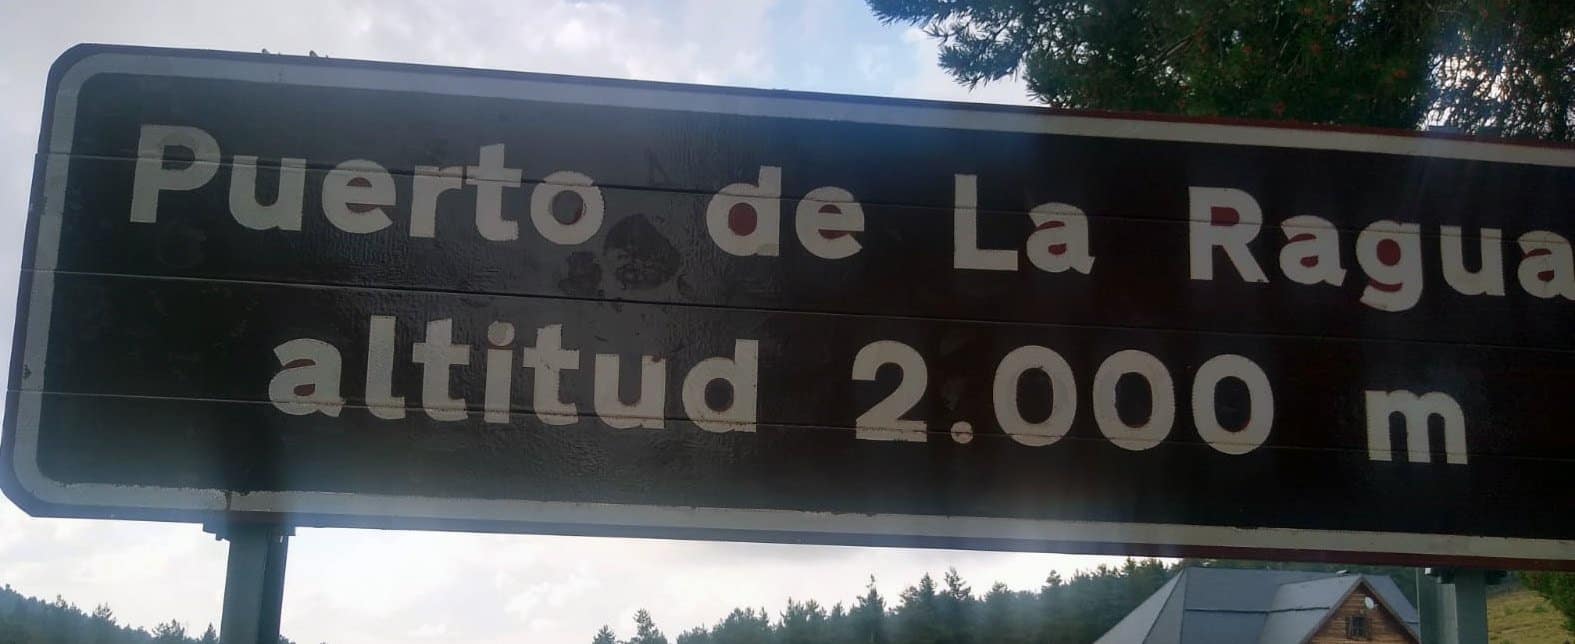 Puerto de La Ragua
altitud 2.000 m